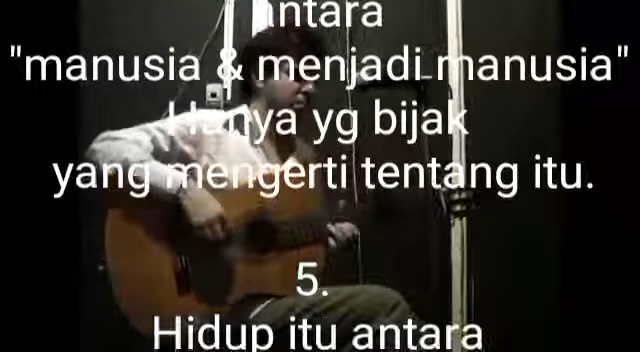 antara
"manusia & menjadi manusia"
Hanya yg bijak
yang mengerti tentang itu.
5.
Hidup itu antara